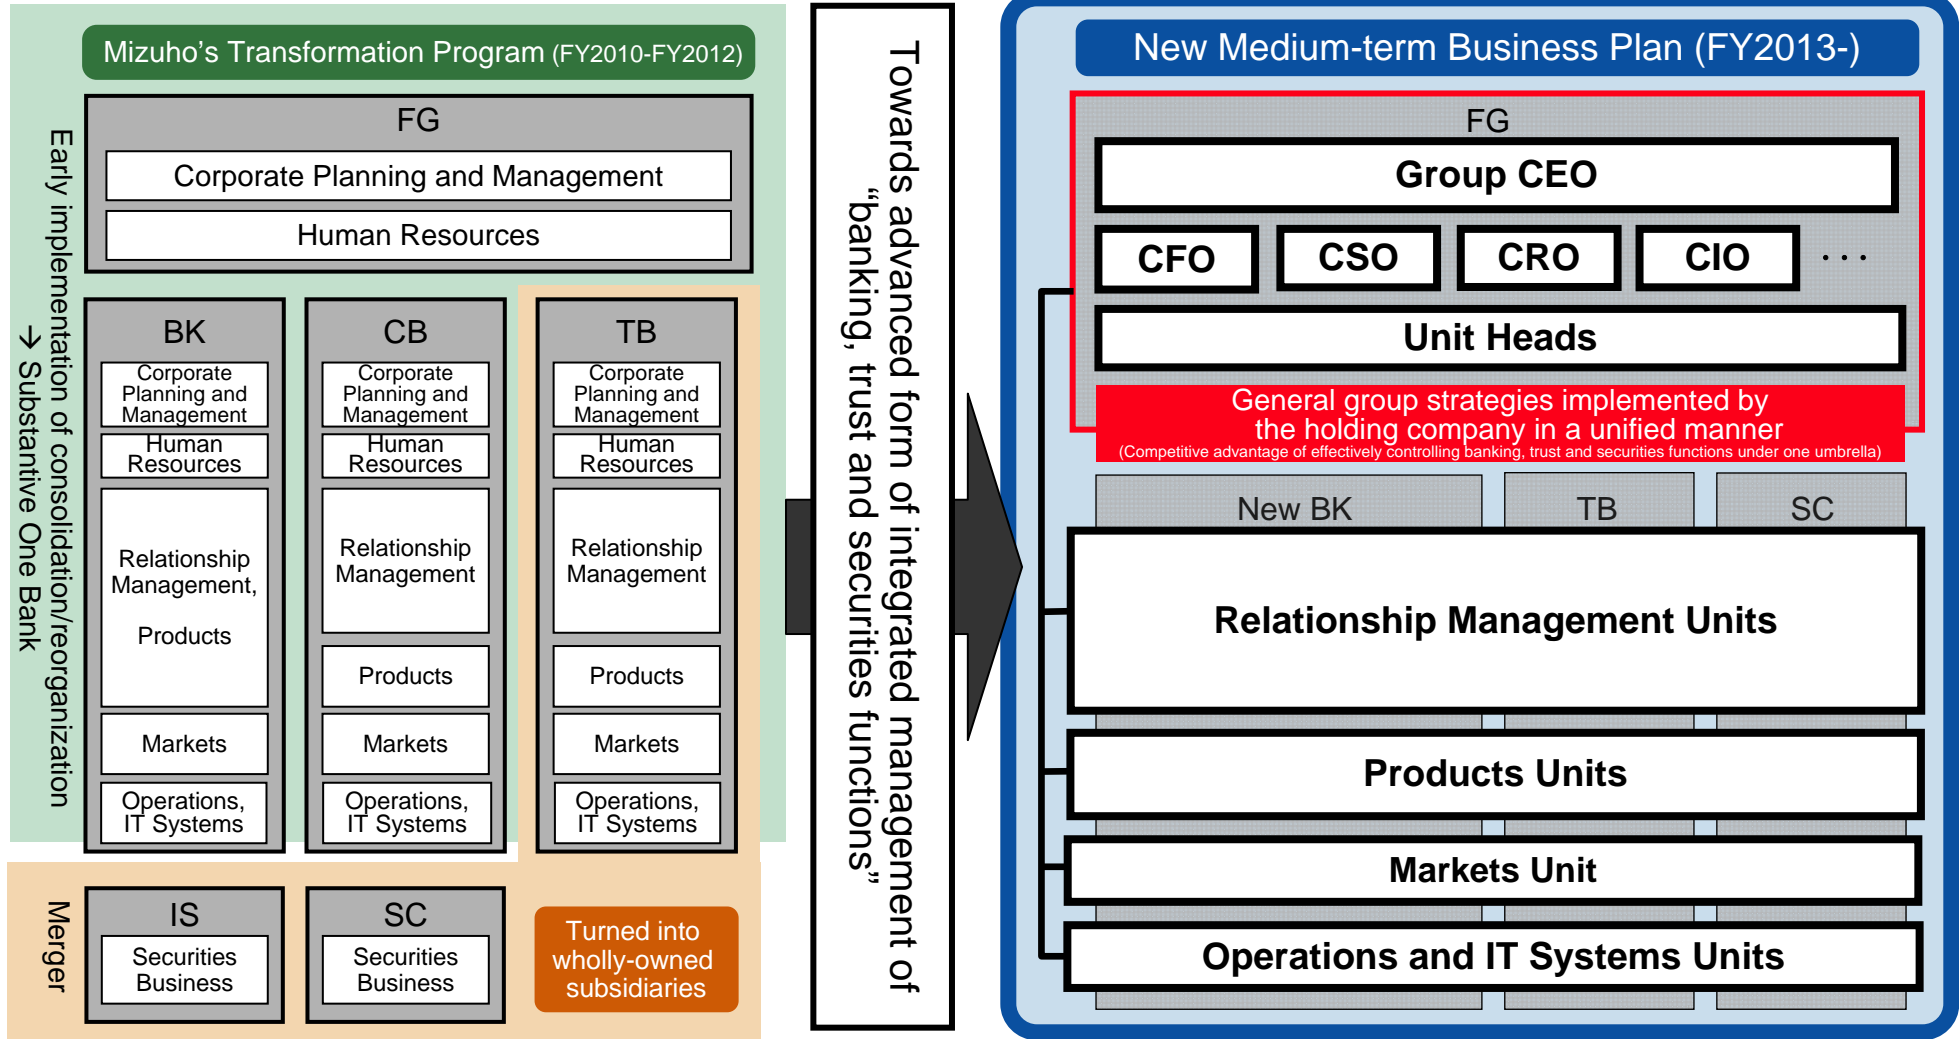 Mizuho's Transformation Program (FY2010-FY2012)
Early implementation of consolidation/reorganization
→ Substantive One Bank
FG
Corporate Planning and Management
Human Resources
BK
Corporate
Planning and
Management
Human
Resources
Relationship
Management,
Products
Markets
Operations,
IT Systems
CB
Corporate
Planning and
Management
Human
Resources
Relationship
Management
Products
Markets
Operations,
IT Systems
TB
Corporate
Planning and
Management
Human
Resources
Relationship
Management
Products
Markets
Operations,
IT Systems
Merger
IS
Securities
Business
SC
Securities
Business
Turned into
wholly-owned
subsidiaries
Towards advanced form of integrated management of
“banking, trust and securities functions”
New Medium-term Business Plan (FY2013-)
FG
Group CEO
CFO
CSO
CRO
CIO
· · ·
Unit Heads
General group strategies implemented by
the holding company in a unified manner
(Competitive advantage of effectively controlling banking, trust and securities functions under one umbrella)
New BK
TB
SC
Relationship Management Units
Products Units
Markets Unit
Operations and IT Systems Units